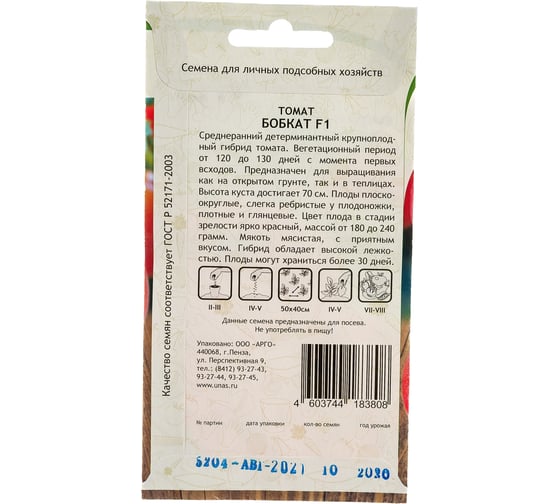 Семена для личных подсобных хозяйств
ТОМАТ
БОБКАТ F1
Среднеранний детерминантный крупноплод-
ный гибрид томата. Вегетационный период
от 120 до 130 дней с момента первых
всходов. Предназначен для выращивания
как на открытом грунте, так и в теплицах.
Высота куста достигает 70 см. Плоды плоско-
округлые, слегка ребристые у плодоножки,
плотные и глянцевые. Цвет плода в стадии
зрелости ярко красный, массой от 180 до 240
грамм. Мякоть мясистая, с приятным
вкусом. Гибрид обладает высокой лежко-
стью. Плоды могут храниться более 30 дней.
II-III IV-V 50x40см IV-V VII-VIII
Данные семена предназначены для посева.
Не употреблять в пищу!
Упаковано: ООО «АРГО»
440068, г.Пенза,
ул. Перспективная 9,
тел.: (8412) 93-27-43,
93-27-44, 93-27-45,
www.unas.ru
4 603744 183808
№ партии дата упаковки кол-во семян год урожая
5204-АВГ-2021 10 2020
Качество семян соответствует ГОСТ Р 52171-2003